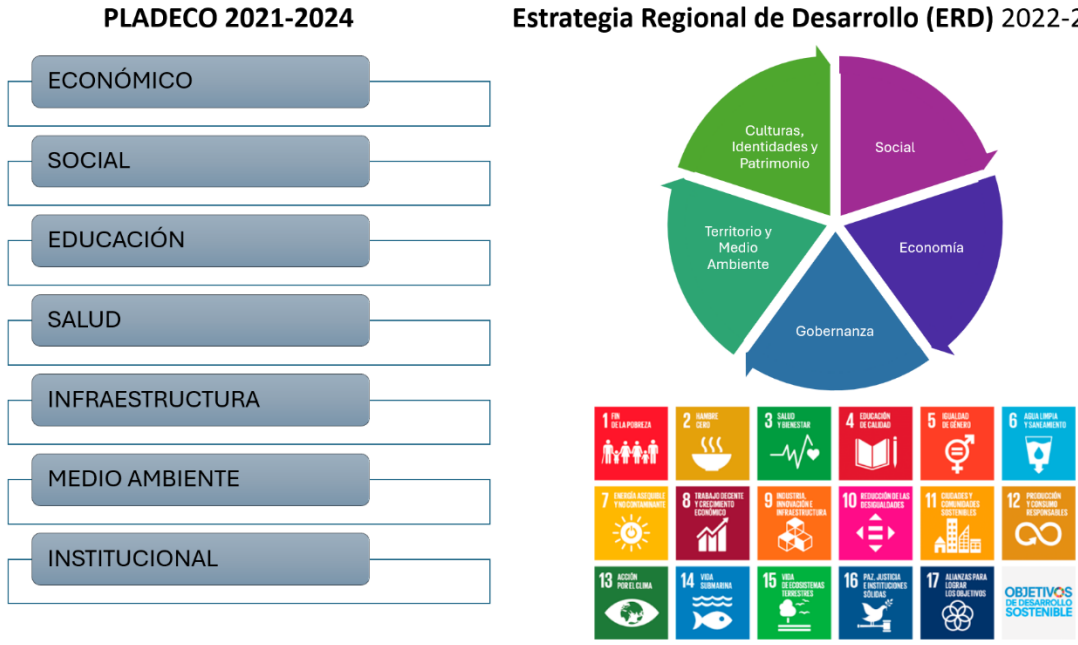 PLADECO 2021-2024
ECONÓMICO
SOCIAL
EDUCACIÓN
SALUD
INFRAESTRUCTURA
MEDIO AMBIENTE
INSTITUCIONAL
Estrategia Regional de Desarrollo (ERD) 2022-2
Culturas,
Identidades y
Patrimonio
Social
Territorio y
Medio
Ambiente
Economía
Gobernanza
1 FIN
DE LA POBREZA
2 HAMBRE
CERO
3 SALUD
Y BIENESTAR
4 EDUCACIÓN
DE CALIDAD
5 IGUALDAD
DE GÉNERO
6 AGUA LIMPIA
Y SANEAMIENTO
7 ENERGÍA ASEQUIBLE
Y NO CONTAMINANTE
8 TRABAJO DECENTE
Y CRECIMIENTO
ECONÓMICO
9 INDUSTRIA,
INNOVACIÓN E
INFRAESTRUCTURA
10 REDUCCIÓN DE LAS
DESIGUALDADES
11 CIUDADES Y
COMUNIDADES
SOSTENIBLES
12 PRODUCCIÓN
Y CONSUMO
RESPONSABLES
13 ACCIÓN
POR EL CLIMA
14 VIDA
SUBMARINA
15 VIDA
DE ECOSISTEMAS
TERRESTRES
16 PAZ, JUSTICIA
E INSTITUCIONES
SÓLIDAS
17 ALIANZAS PARA
LOGRAR
LOS OBJETIVOS
OBJETIVOS
DE DESARROLLO
SOSTENIBLE